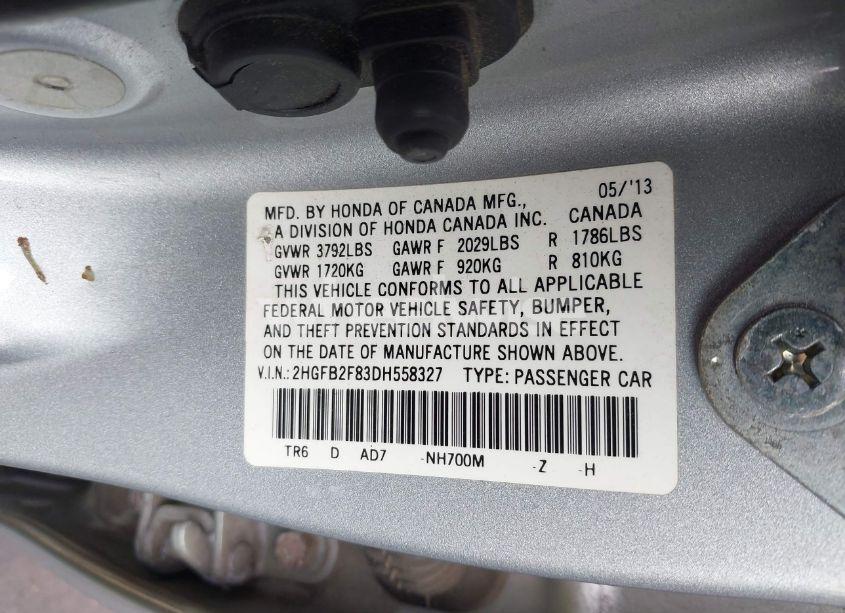 05/'13
MFD. BY HONDA OF CANADA MFG.,
A DIVISION OF HONDA CANADA INC. CANADA
GVWR 3792LBS GAWR F 2029LBS R 1786LBS
GVWR 1720KG GAWR F 920KG R 810KG
THIS VEHICLE CONFORMS TO ALL APPLICABLE
FEDERAL MOTOR VEHICLE SAFETY, BUMPER,
AND THEFT PREVENTION STANDARDS IN EFFECT
ON THE DATE OF MANUFACTURE SHOWN ABOVE.
V.I.N.: 2HGFB2F83DH558327 TYPE: PASSENGER CAR
TR6 D AD7 -NH700M -Z -H